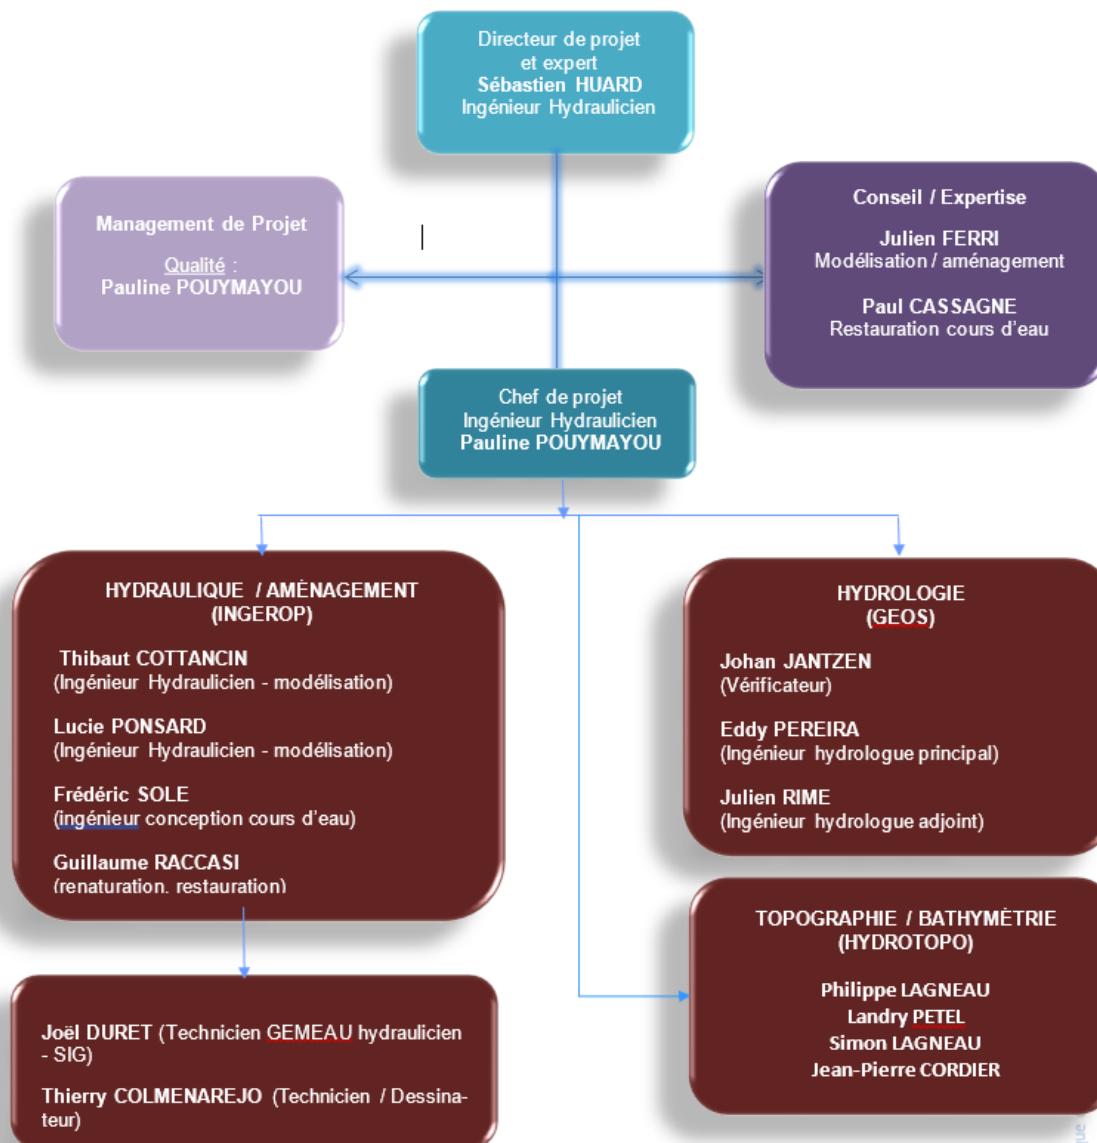 Directeur de projet
et expert
Sébastien HUARD
Ingénieur Hydraulicien
Management de Projet
Qualité :
Pauline POUYMAYOU
Conseil / Expertise
Julien FERRI
Modélisation / aménagement
Paul CASSAGNE
Restauration cours d'eau
Chef de projet
Ingénieur Hydraulicien
Pauline POUYMAYOU
HYDRAULIQUE / AMÉNAGEMENT
(INGEROP)
Thibaut COTTANCIN
(Ingénieur Hydraulicien - modélisation)
Lucie PONSARD
(Ingénieur Hydraulicien - modélisation)
Frédéric SOLE
(ingénieur conception cours d'eau)
Guillaume RACCASI
(renaturation, restauration)
Joël DURET (Technicien GEMEAU hydraulicien
- SIG)
Thierry COLMENAREJO (Technicien / Dessina-
teur)
HYDROLOGIE
(GEOS)
Johan JANTZEN
(Vérificateur)
Eddy PEREIRA
(Ingénieur hydrologue principal)
Julien RIME
(Ingénieur hydrologue adjoint)
TOPOGRAPHIE / BATHYMÉTRIE
(HYDROTOPO)
Philippe LAGNEAU
Landry PETEL
Simon LAGNEAU
Jean-Pierre CORDIER